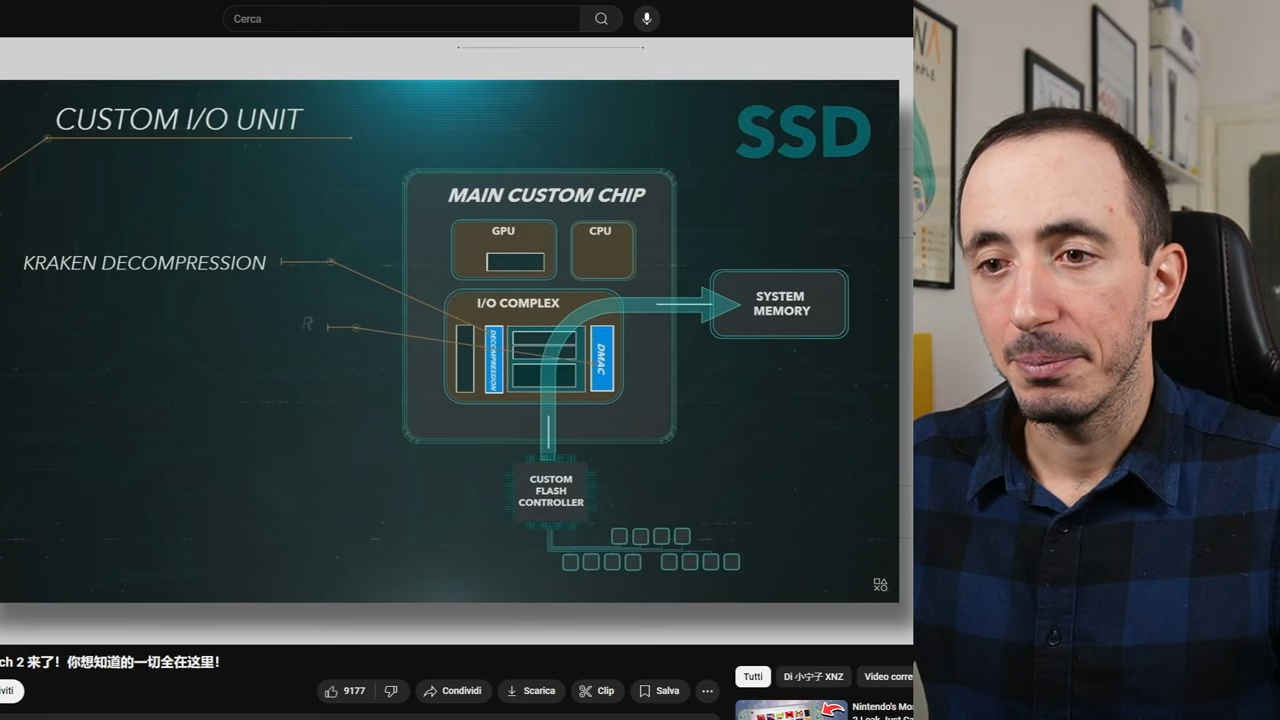 Cerca
CUSTOM I/O UNIT
SSD
MAIN CUSTOM CHIP
GPU
CPU
KRAKEN DECOMPRESSION
I/O COMPLEX
SYSTEM
MEMORY
R
DECOMPRESSION
DMAC
CUSTOM
FLASH
CONTROLLER
ch 2 来了！你想知道的一切全在这里！
9177
Condividi
Scarica
Clip
Salva
Tutti
Di 小宁子 XNZ
Video corre
Nintendo's Mo